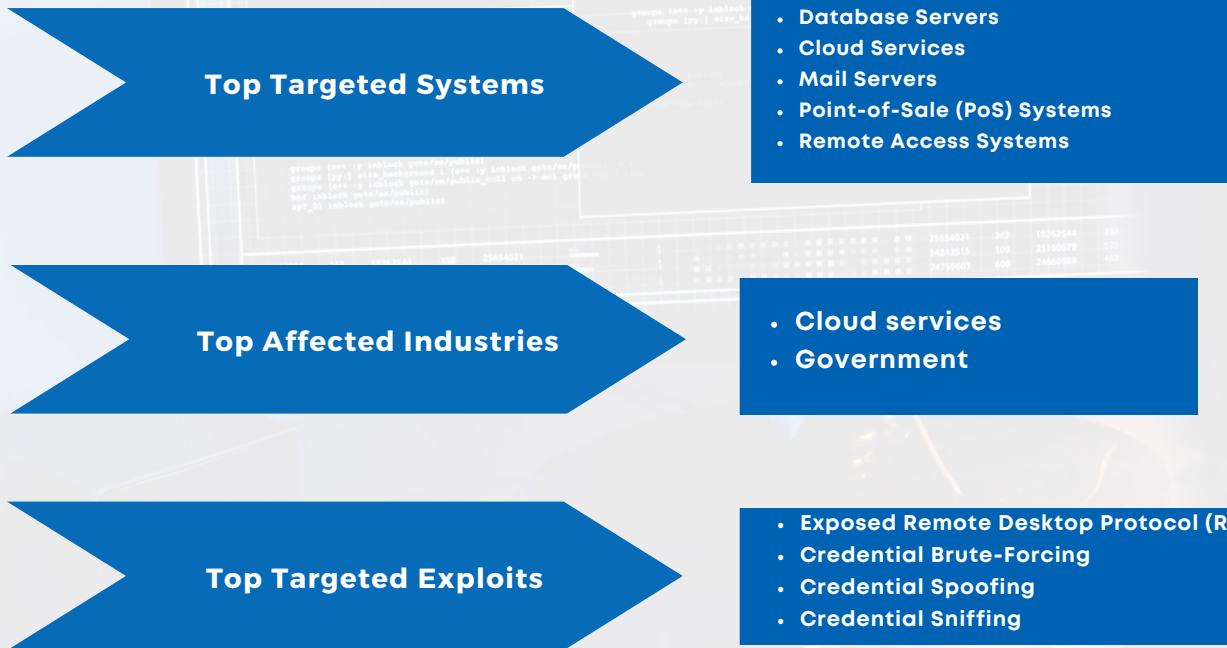 Top Targeted Systems
• Database Servers
• Cloud Services
• Mail Servers
• Point-of-Sale (PoS) Systems
• Remote Access Systems
Top Affected Industries
• Cloud services
• Government
Top Targeted Exploits
• Exposed Remote Desktop Protocol (R
• Credential Brute-Forcing
• Credential Spoofing
• Credential Sniffing